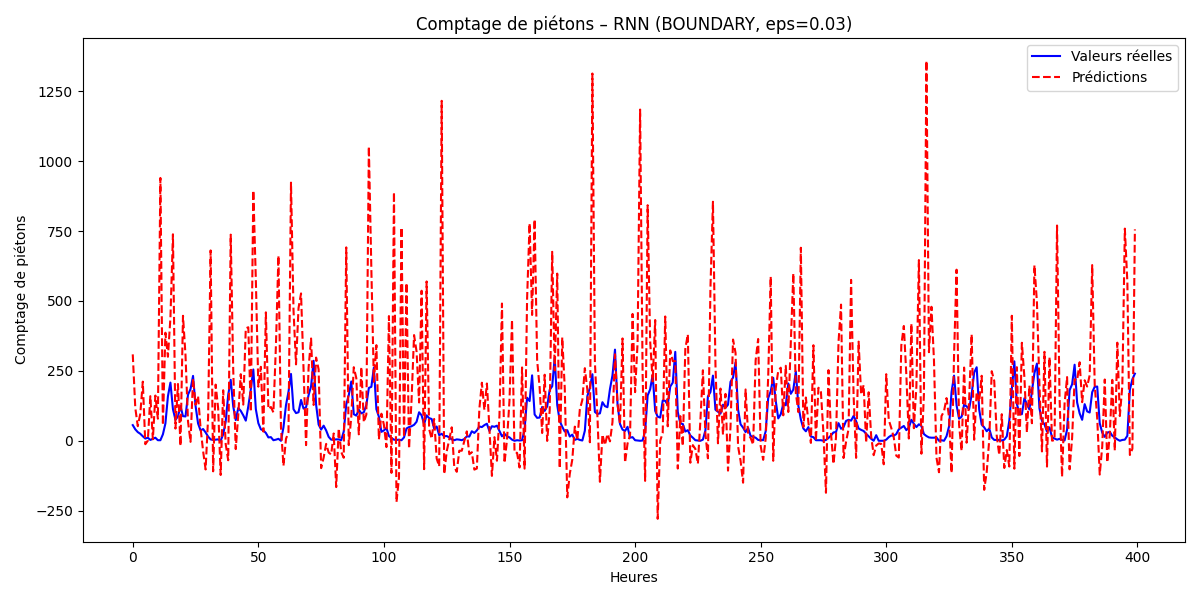 Comptage de piétons – RNN (BOUNDARY, eps=0.03)
Valeurs réelles
Prédictions
1250
1000
750
500
250
0
−250
Comptage de piétons
0 50 100 150 200 250 300 350 400
Heures